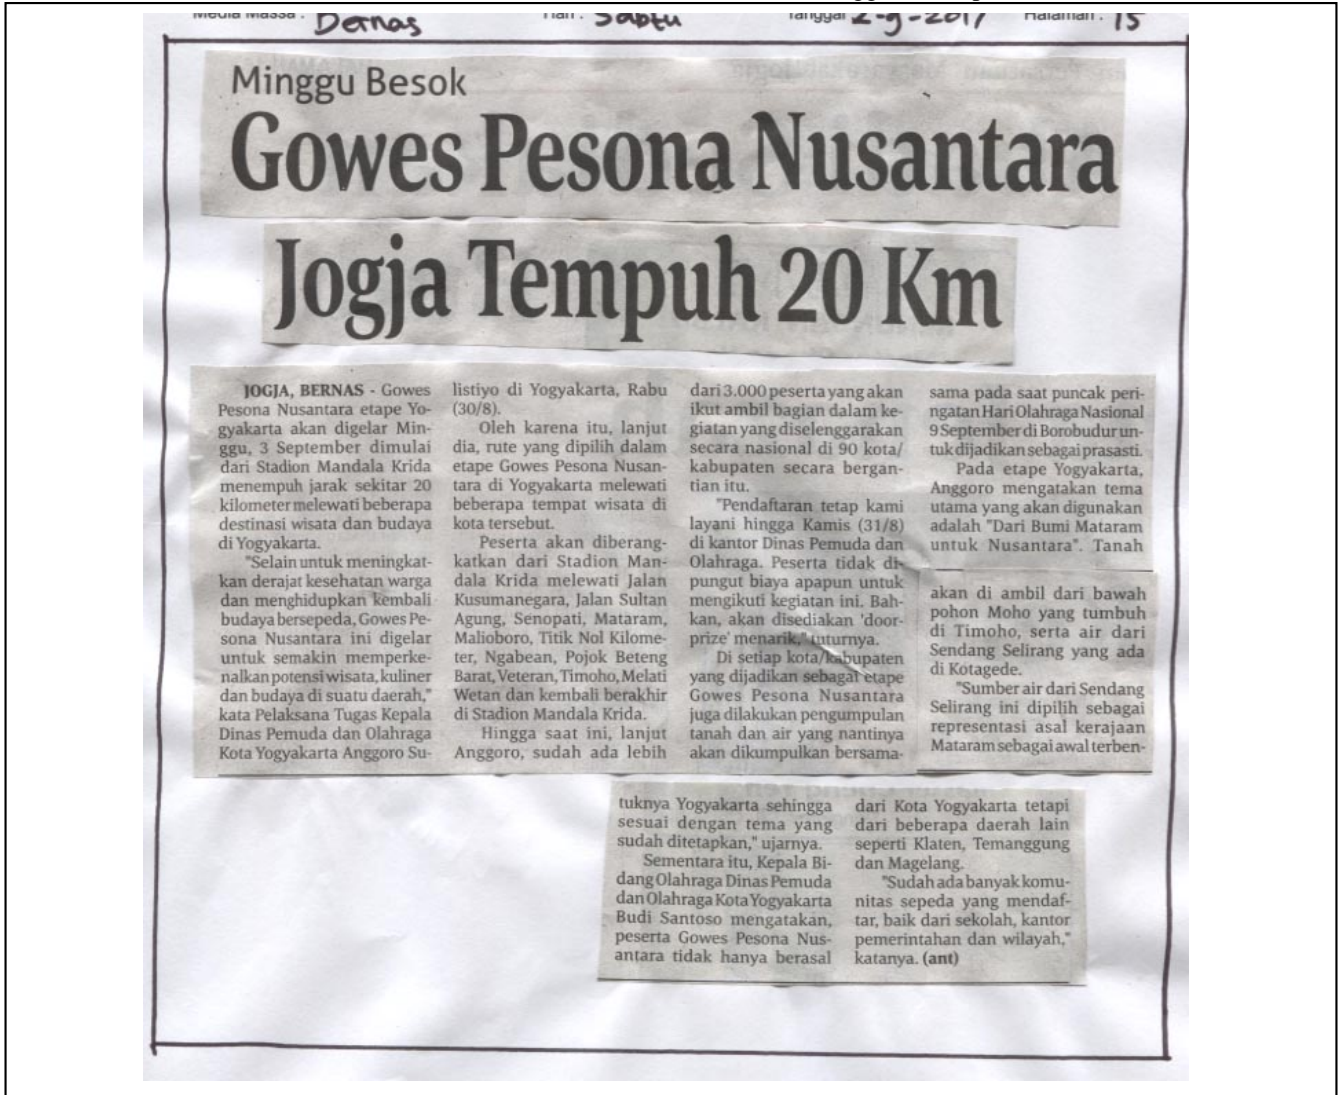 Media Massa : Bernas Hari : Sabtu Tanggal 2-9-2017 Halaman : 15
Minggu Besok
Gowes Pesona Nusantara
Jogja Tempuh 20 Km
JOGJA, BERNAS - Gowes
Pesona Nusantara etape Yo-
gyakarta akan digelar Min-
ggu, 3 September dimulai
dari Stadion Mandala Krida
menempuh jarak sekitar 20
kilometer melewati beberapa
destinasi wisata dan budaya
di Yogyakarta.
"Selain untuk meningkat-
kan derajat kesehatan warga
dan menghidupkan kembali
budaya bersepeda, Gowes Pe-
sona Nusantara ini digelar
untuk semakin memperke-
nalkan potensi wisata, kuliner
dan budaya di suatu daerah,"
kata Pelaksana Tugas Kepala
Dinas Pemuda dan Olahraga
Kota Yogyakarta Anggoro Su-
listiyo di Yogyakarta, Rabu
(30/8).
Oleh karena itu, lanjut
dia, rute yang dipilih dalam
etape Gowes Pesona Nusan-
tara di Yogyakarta melewati
beberapa tempat wisata di
kota tersebut.
Peserta akan diberang-
katkan dari Stadion Man-
dala Krida melewati Jalan
Kusumanegara, Jalan Sultan
Agung, Senopati, Mataram,
Malioboro, Titik Nol Kilome-
ter, Ngabean, Pojok Beteng
Barat, Veteran, Timoho, Melati
Wetan dan kembali berakhir
di Stadion Mandala Krida.
Hingga saat ini, lanjut
Anggoro, sudah ada lebih
dari 3.000 peserta yang akan
ikut ambil bagian dalam ke-
giatan yang diselenggarakan
secara nasional di 90 kota/
kabupaten secara bergan-
tian itu.
"Pendaftaran tetap kami
layani hingga Kamis (31/8)
di kantor Dinas Pemuda dan
Olahraga. Peserta tidak di-
pungut biaya apapun untuk
mengikuti kegiatan ini. Bah-
kan, akan disediakan 'door-
prize' menarik," tuturnya.
Di setiap kota/kabupaten
yang dijadikan sebagai etape
Gowes Pesona Nusantara
juga dilakukan pengumpulan
tanah dan air yang nantinya
akan dikumpulkan bersama-
sama pada saat puncak peri-
ngatan Hari Olahraga Nasional
9 September di Borobudur un-
tuk dijadikan sebagai prasasti.
Pada etape Yogyakarta,
Anggoro mengatakan tema
utama yang akan digunakan
adalah "Dari Bumi Mataram
untuk Nusantara". Tanah
akan di ambil dari bawah
pohon Moho yang tumbuh
di Timoho, serta air dari
Sendang Selirang yang ada
di Kotagede.
"Sumber air dari Sendang
Selirang ini dipilih sebagai
representasi asal kerajaan
Mataram sebagai awal terben-
tuknya Yogyakarta sehingga
sesuai dengan tema yang
sudah ditetapkan," ujarnya.
Sementara itu, Kepala Bi-
dang Olahraga Dinas Pemuda
dan Olahraga Kota Yogyakarta
Budi Santoso mengatakan,
peserta Gowes Pesona Nus-
antara tidak hanya berasal
dari Kota Yogyakarta tetapi
dari beberapa daerah lain
seperti Klaten, Temanggung
dan Magelang.
"Sudah ada banyak komu-
nitas sepeda yang mendaf-
tar, baik dari sekolah, kantor
pemerintahan dan wilayah,"
katanya. (ant)